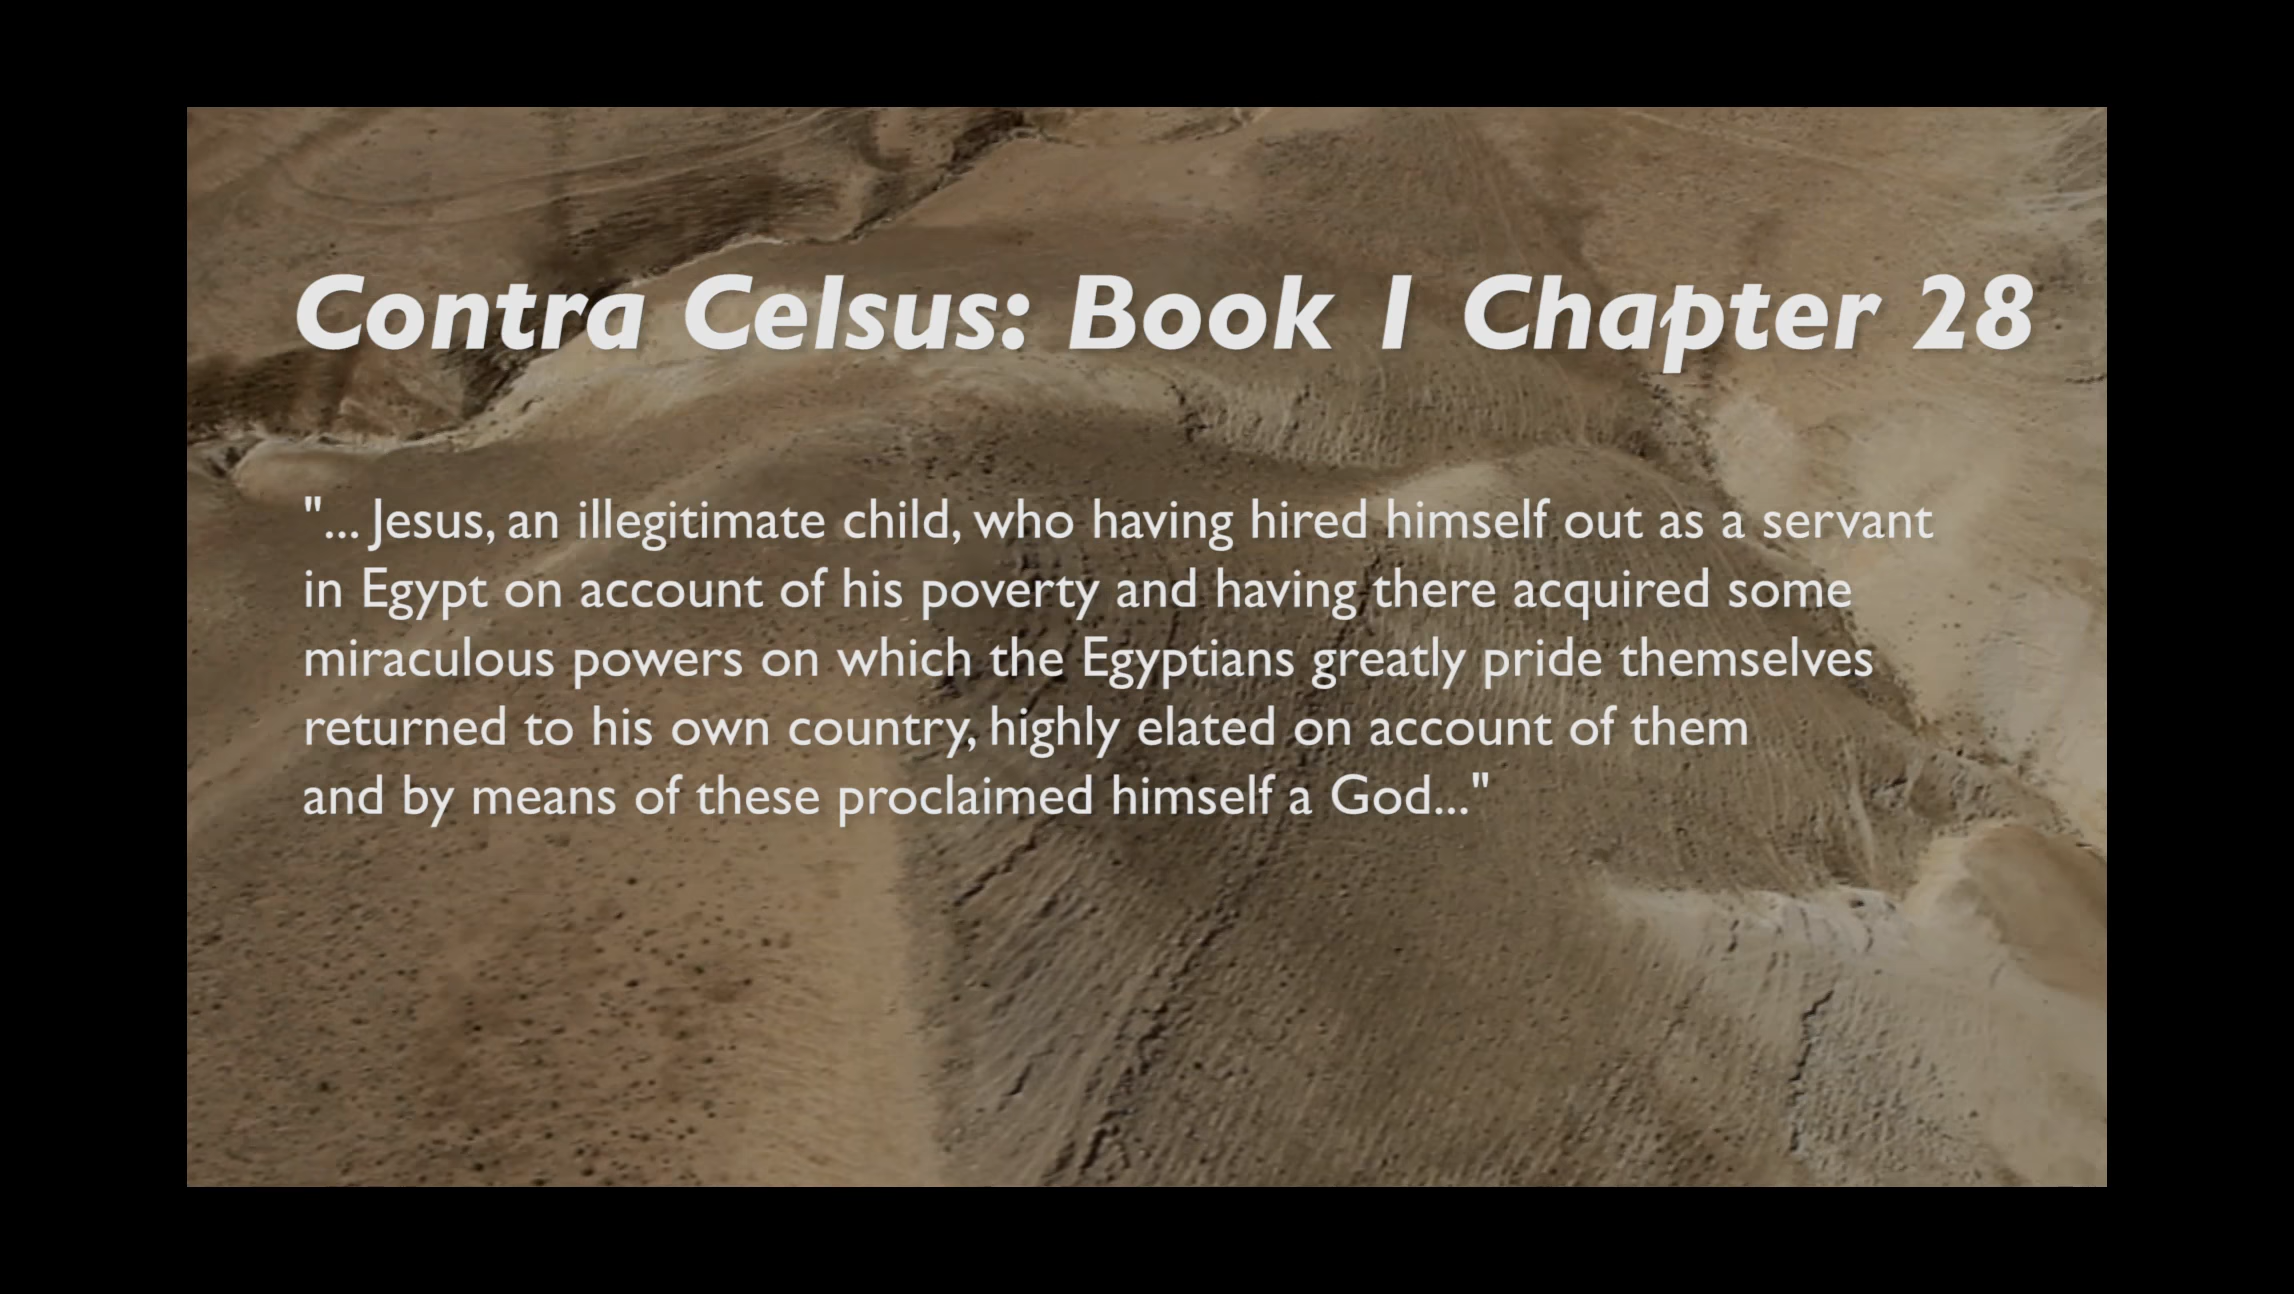 Contra Celsus: Book 1 Chapter 28
"... Jesus, an illegitimate child, who having hired himself out as a servant
in Egypt on account of his poverty and having there acquired some
miraculous powers on which the Egyptians greatly pride themselves
returned to his own country, highly elated on account of them
and by means of these proclaimed himself a God..."